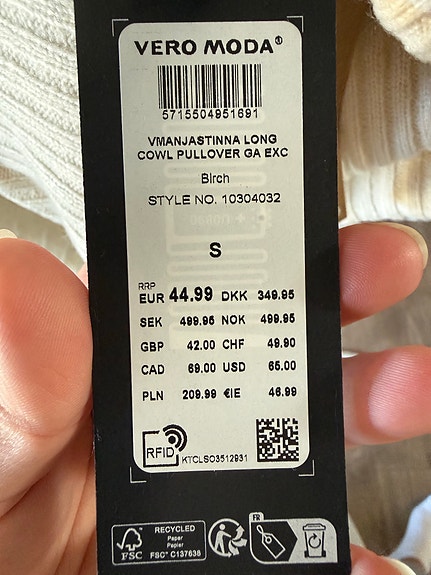 VERO MODA®
5715504951691
VMANJASTINNA LONG
COWL PULLOVER GA EXC
Birch
STYLE NO. 10304032
S
RRP
EUR 44.99 DKK 349.95
SEK 499.95 NOK 499.95
GBP 42.00 CHF 49.90
CAD 69.00 USD 65.00
PLN 209.99 €IE 46.99
RFID KTCLSO3512931
FSC
RECYCLED
Paper
Papier
FSC® C137638
FR